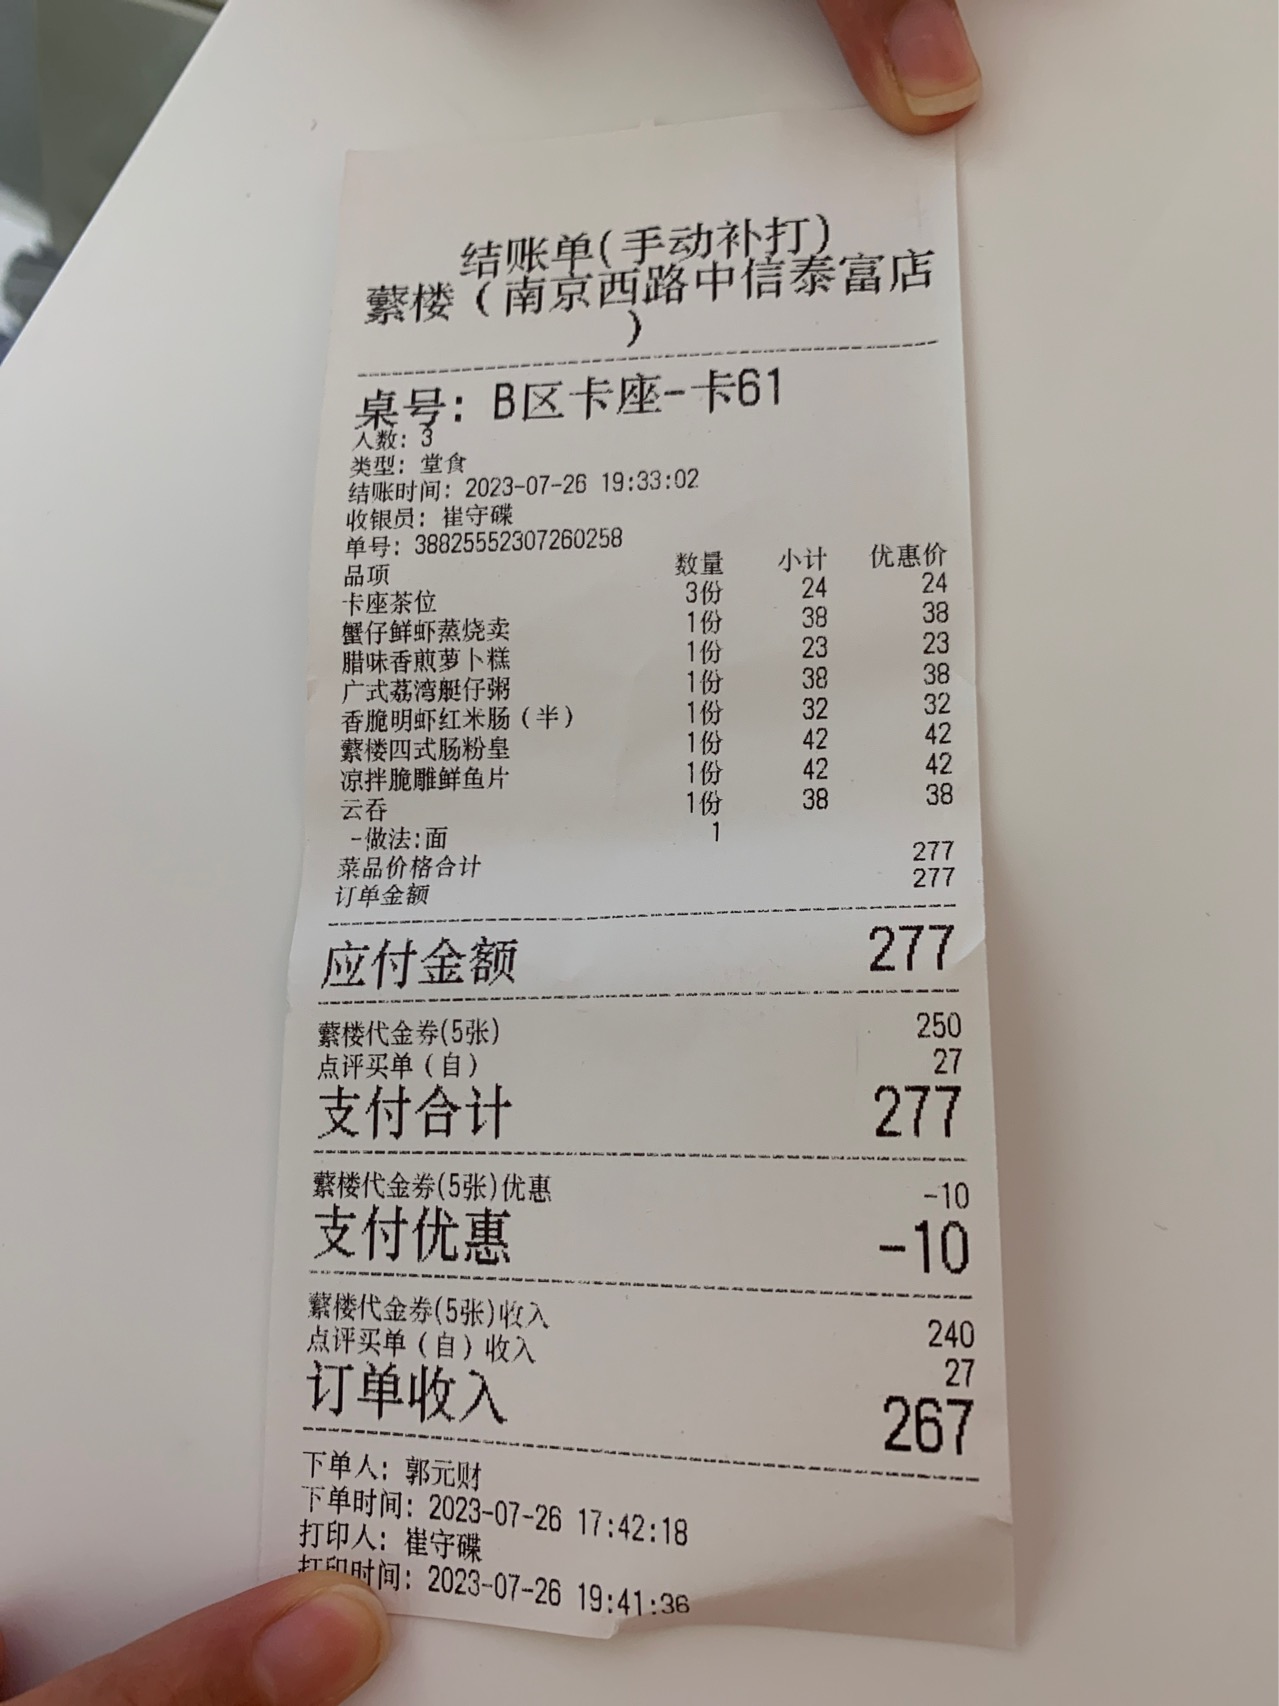 结账单(手动补打)
蘩楼（南京西路中信泰富店
）
桌号: B区卡座-卡61
人数: 3
类型: 堂食
结账时间: 2023-07-26 19:33:02
收银员: 崔守碟
单号: 38825552307260258
品项 数量 小计 优惠价
卡座茶位 3份 24 24
蟹仔鲜虾蒸烧卖 1份 38 38
腊味香煎萝卜糕 1份 23 23
广式荔湾艇仔粥 1份 38 38
香脆明虾红米肠（半） 1份 32 32
蘩楼四式肠粉皇 1份 42 42
凉拌脆雕鲜鱼片 1份 42 42
云吞 1份 38 38
-做法:面 1
菜品价格合计 277
订单金额 277
应付金额 277
蘩楼代金券(5张) 250
点评买单（自） 27
支付合计 277
蘩楼代金券(5张)优惠 -10
支付优惠 -10
蘩楼代金券(5张)收入 240
点评买单（自）收入 27
订单收入 267
下单人: 郭元财
下单时间: 2023-07-26 17:42:18
打印人: 崔守碟
打印时间: 2023-07-26 19:41:36